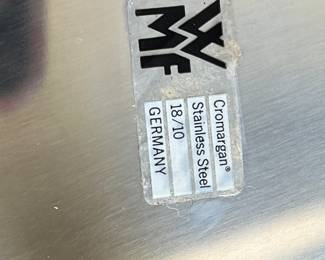 WMF
Cromargan®
Stainless Steel
18/10
GERMANY